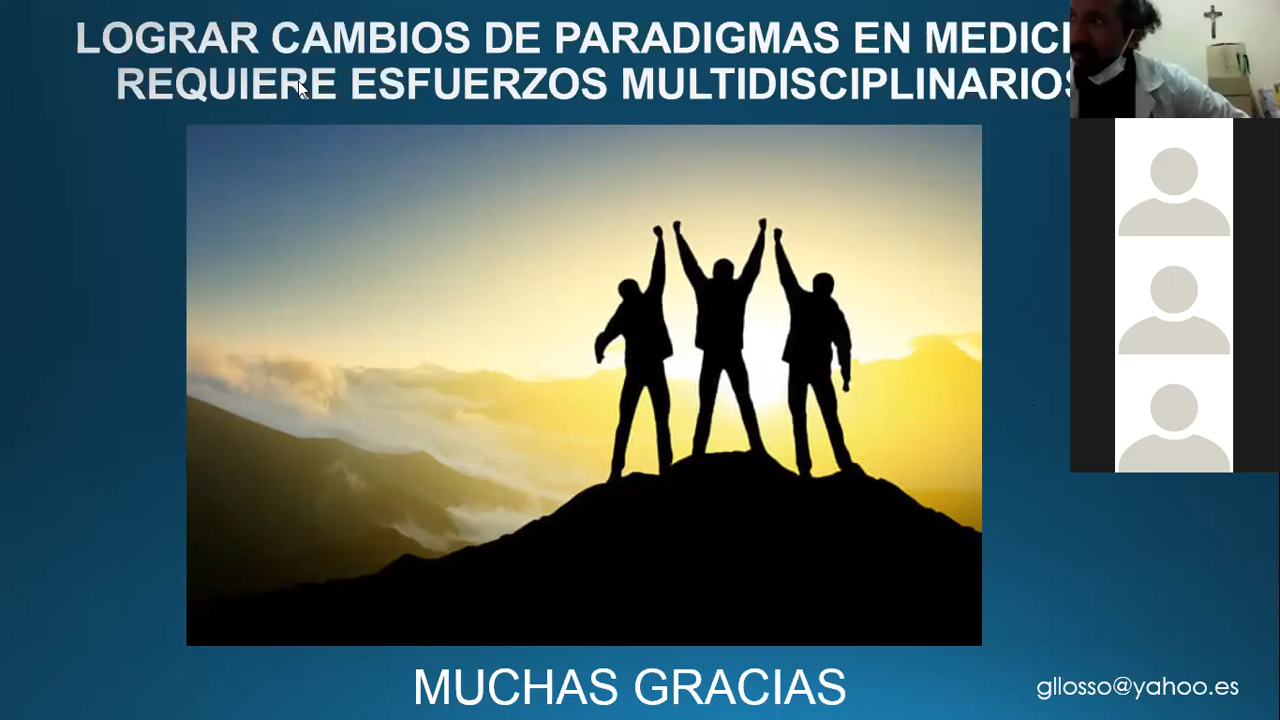 LOGRAR CAMBIOS DE PARADIGMAS EN MEDICI
REQUIERE ESFUERZOS MULTIDISCIPLINARIOS
MUCHAS GRACIAS
gllosso@yahoo.es